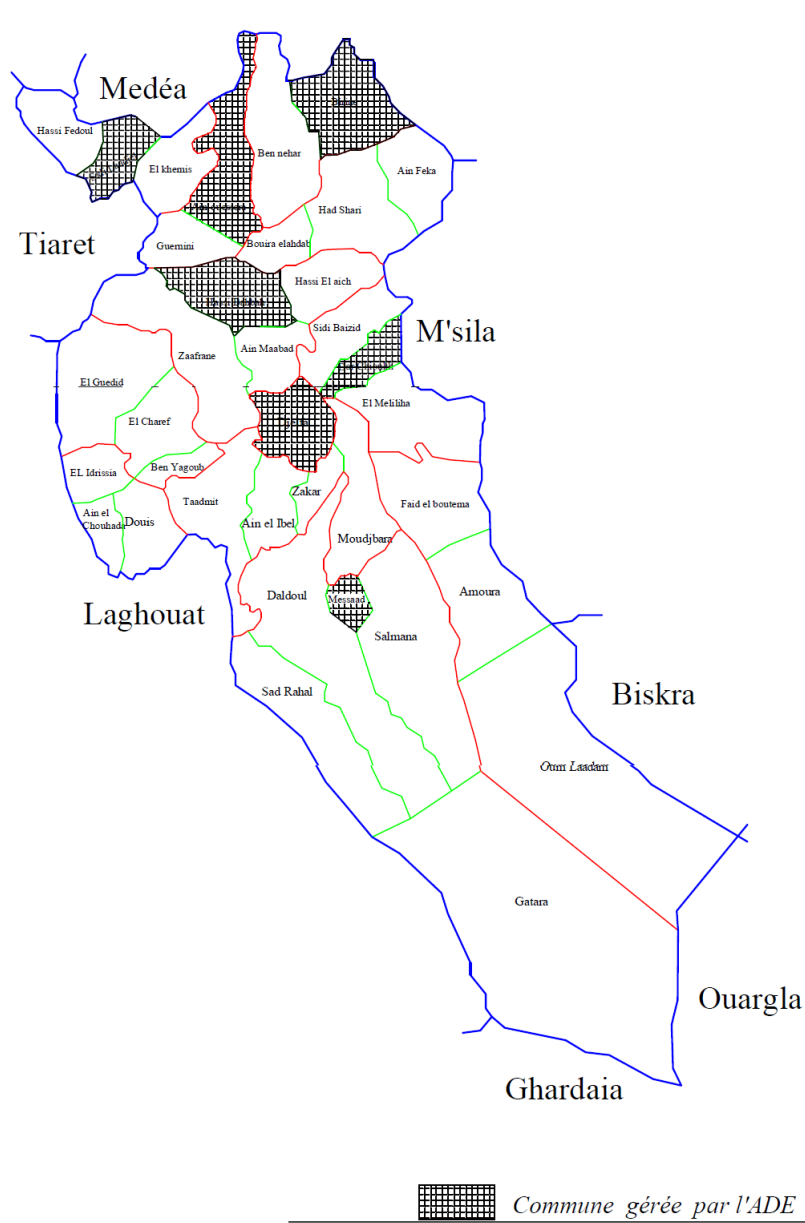 Medéa
Hassi Fedoul
El khemis
Ben nehar
Ain Feka
Had Shari
Tiaret
Guernini
Bouira elahdab
Hassi El aich
Sidi Baizid
M'sila
Zaafrane
Ain Maabad
El Guedid
El Meliliha
El Charef
Djelfa
EL Idrissia
Ben Yagoub
Zakar
Taadmit
Faid el boutema
Ain el
Chouhada
Douis
Ain el Ibel
Moudjbara
Daldoul
Messaad
Amoura
Laghouat
Salmana
Sad Rahal
Biskra
Oum Laadam
Gatara
Ouargla
Ghardaia
Commune gérée par l'ADE